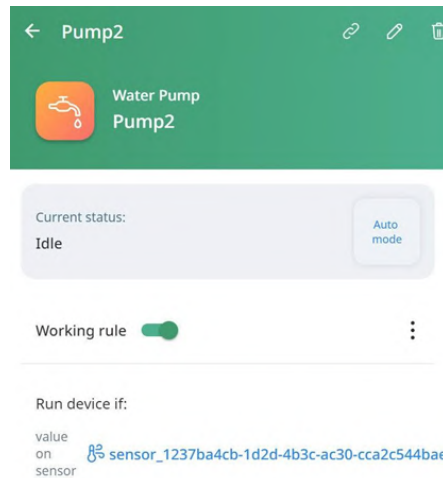 Pump2
Water Pump
Pump2
Current status:
Idle
Auto
mode
Working rule
Run device if:
value
on
sensor
sensor_1237ba4cb-1d2d-4b3c-ac30-cca2c544bae